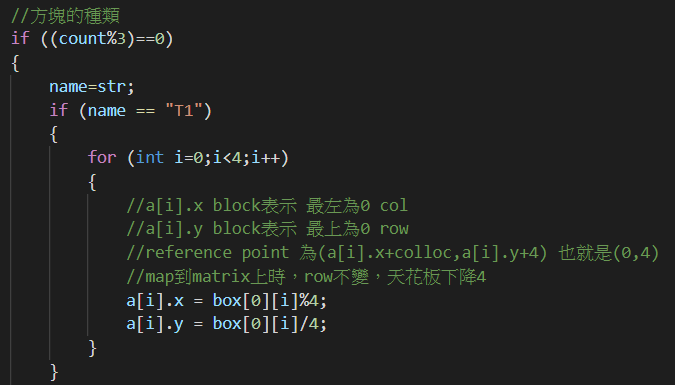 //方塊的種類
if ((count%3)==0)
{
    name=str;
    if (name == "T1")
    {
        for (int i=0;i<4;i++)
        {
            //a[i].x block表示 最左為0 col
            //a[i].y block表示 最上為0 row
            //reference point 為(a[i].x+colloc,a[i].y+4) 也就是(0,4)
            //map到matrix上時，row不變，天花板下降4
            a[i].x = box[0][i]%4;
            a[i].y = box[0][i]/4;
        }
    }